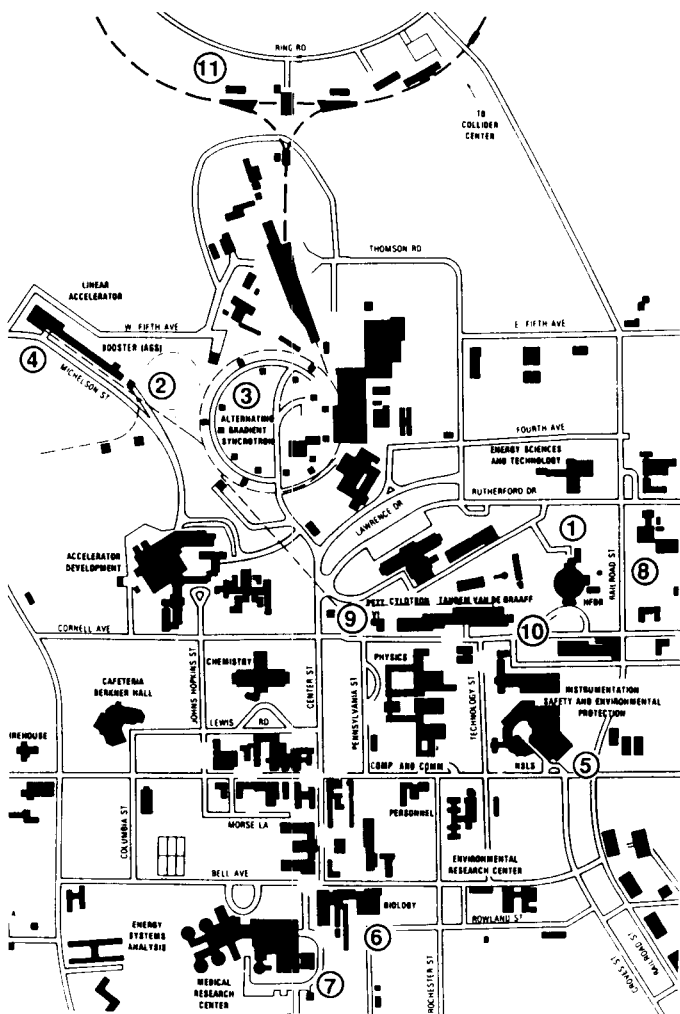 RING RD
11
TO
COLLIDER
CENTER
THOMSON RD
LINEAR
ACCELERATOR
W. FIFTH AVE
E FIFTH AVE
BOOSTER (AGS)
4
MICHELSON ST
2
3
ALTERNATING
GRADIENT
SYNCROTRON
FOURTH AVE
ENERGY SCIENCES
AND TECHNOLOGY
RUTHERFORD DR
LAWRENCE DR
1
ACCELERATOR
DEVELOPMENT
RAILROAD ST
8
HFBR
9
TANDEM VAN DE GRAAFF
10
CORNELL AVE
JOHNS HOPKINS ST
CHEMISTRY
CENTER ST
PENNSYLVANIA ST
PHYSICS
TECHNOLOGY ST
CAFETERIA
BERKNER HALL
INSTRUMENTATION
SAFETY AND ENVIRONMENTAL
PROTECTION
LEWIS RD
IREHOUSE
COMP AND COMM
NSLS
5
COLUMBIA ST
MORSE LA
PERSONNEL
ENVIRONMENTAL
RESEARCH CENTER
BELL AVE
BIOLOGY
ROWLAND ST
ENERGY
SYSTEMS
ANALYSIS
6
MEDICAL
RESEARCH
CENTER
7
ROCHESTER ST
GROVES ST
RAILROAD ST